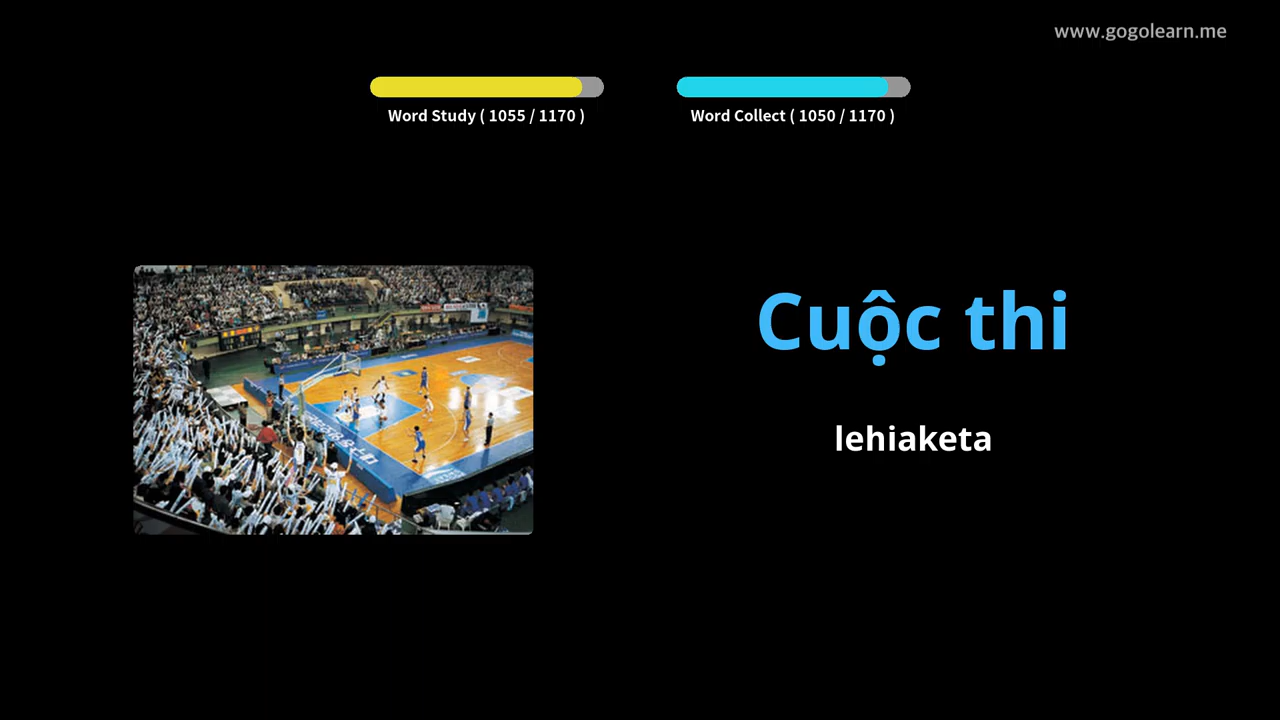 www.gogolearn.me
Word Study ( 1055 / 1170 )
Word Collect ( 1050 / 1170 )
Cuộc thi
lehiaketa